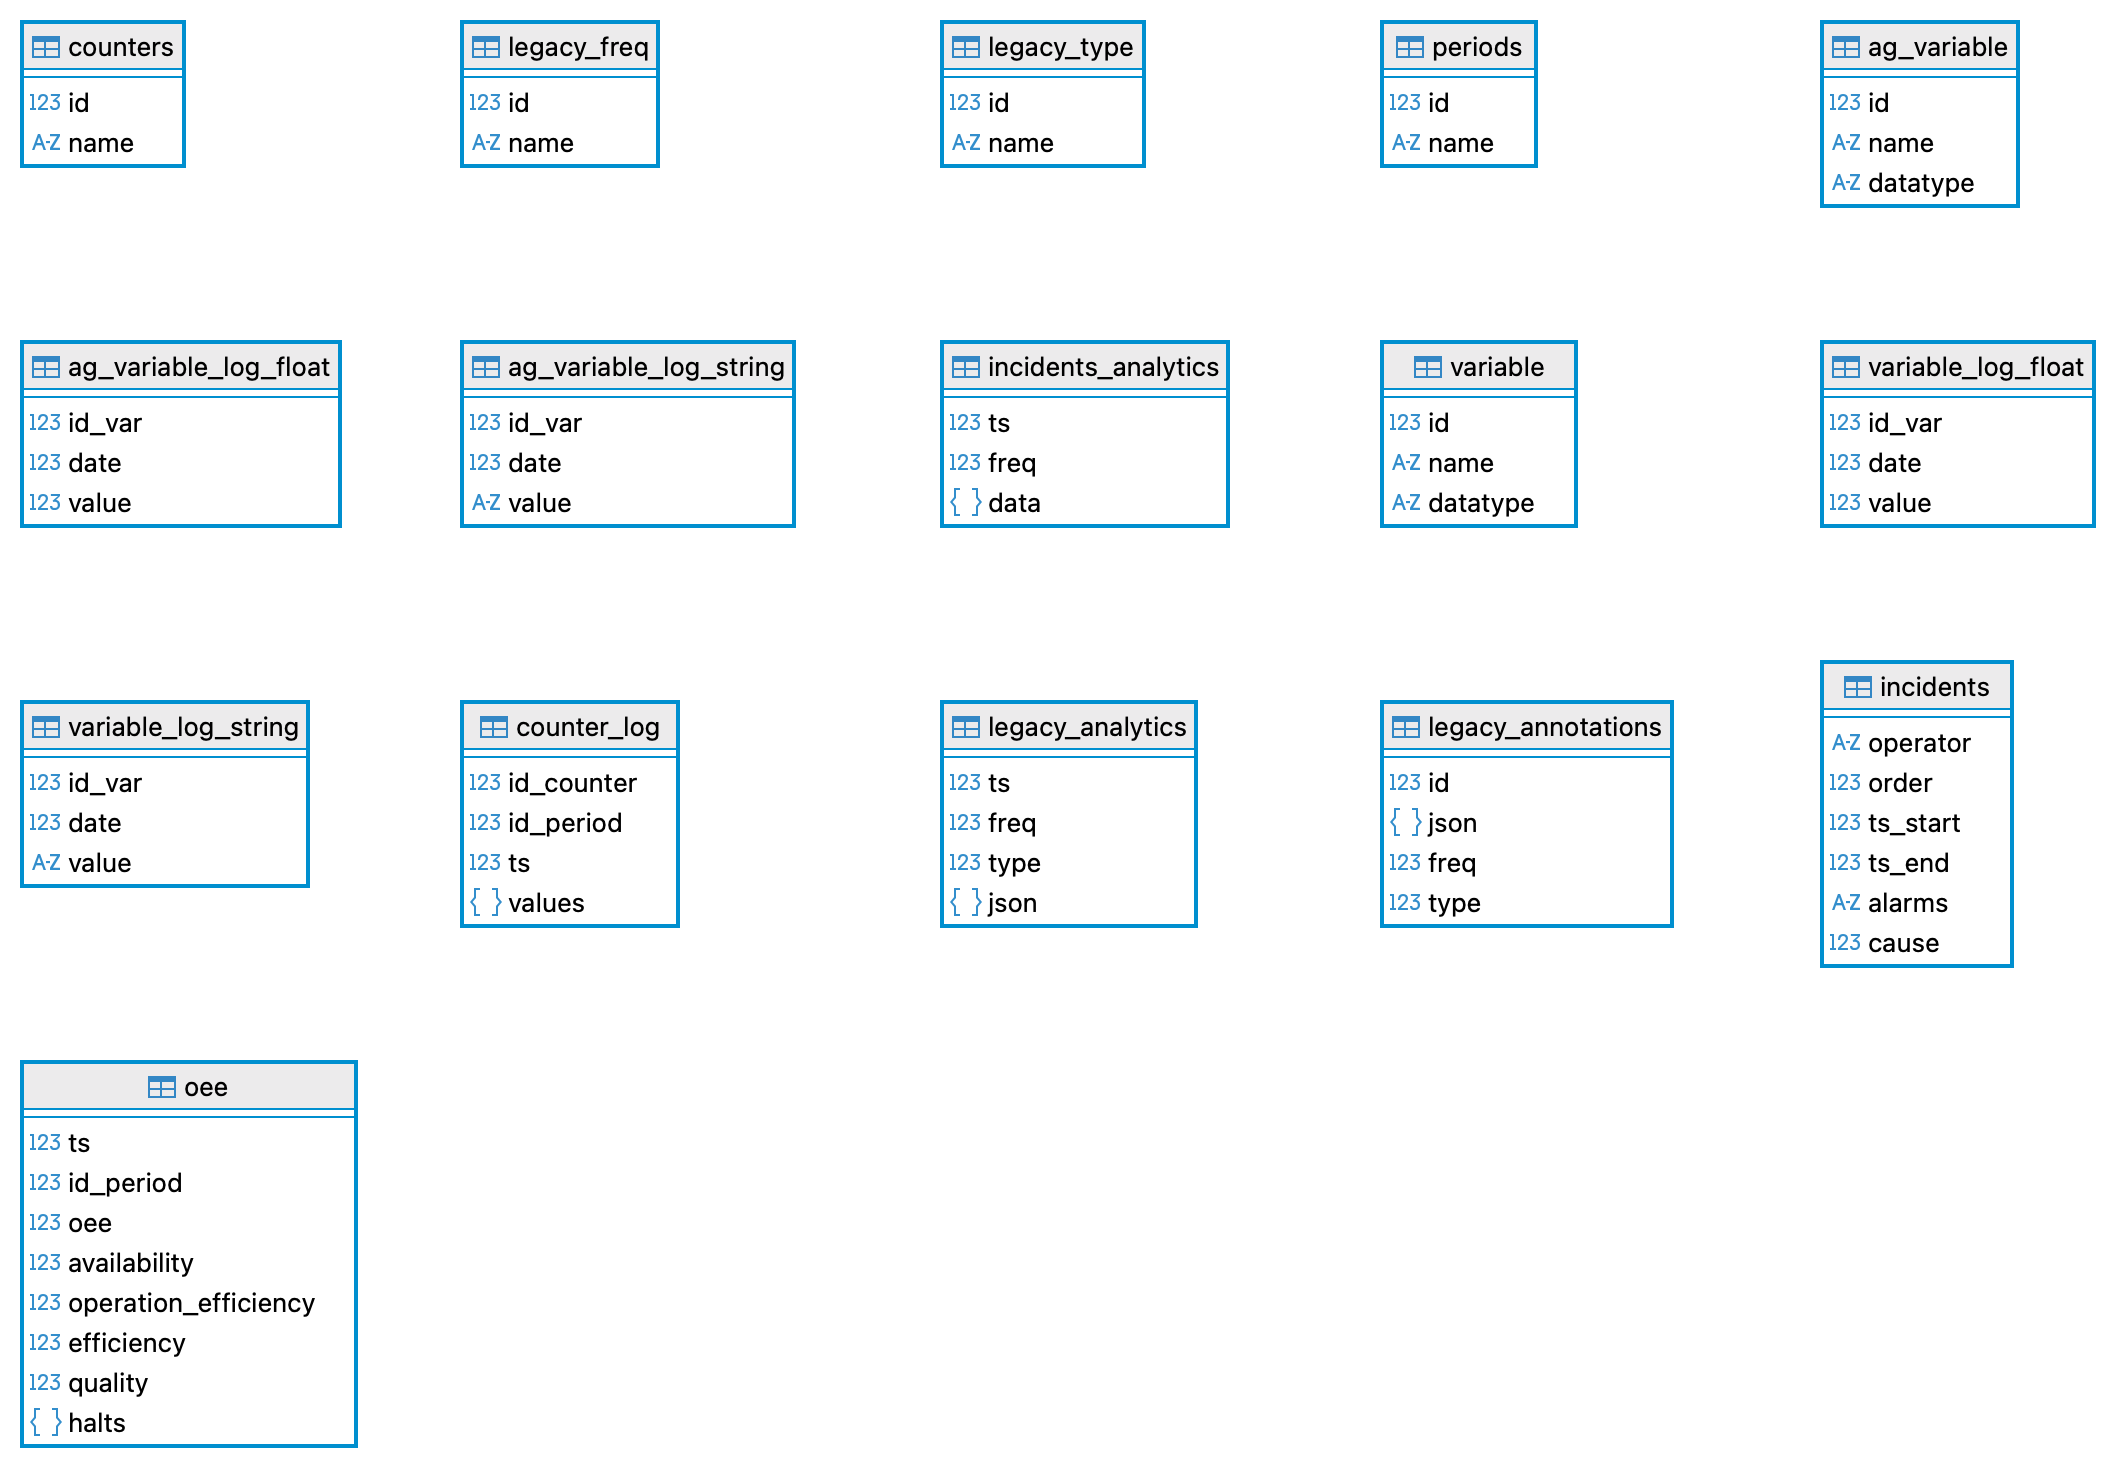 counters
123 id
A-Z name
legacy_freq
123 id
A-Z name
legacy_type
123 id
A-Z name
periods
123 id
A-Z name
ag_variable
123 id
A-Z name
A-Z datatype
ag_variable_log_float
123 id_var
123 date
123 value
ag_variable_log_string
123 id_var
123 date
A-Z value
incidents_analytics
123 ts
123 freq
{ } data
variable
123 id
A-Z name
A-Z datatype
variable_log_float
123 id_var
123 date
123 value
variable_log_string
123 id_var
123 date
A-Z value
counter_log
123 id_counter
123 id_period
123 ts
{ } values
legacy_analytics
123 ts
123 freq
123 type
{ } json
legacy_annotations
123 id
{ } json
123 freq
123 type
incidents
A-Z operator
123 order
123 ts_start
123 ts_end
A-Z alarms
123 cause
oee
123 ts
123 id_period
123 oee
123 availability
123 operation_efficiency
123 efficiency
123 quality
{ } halts